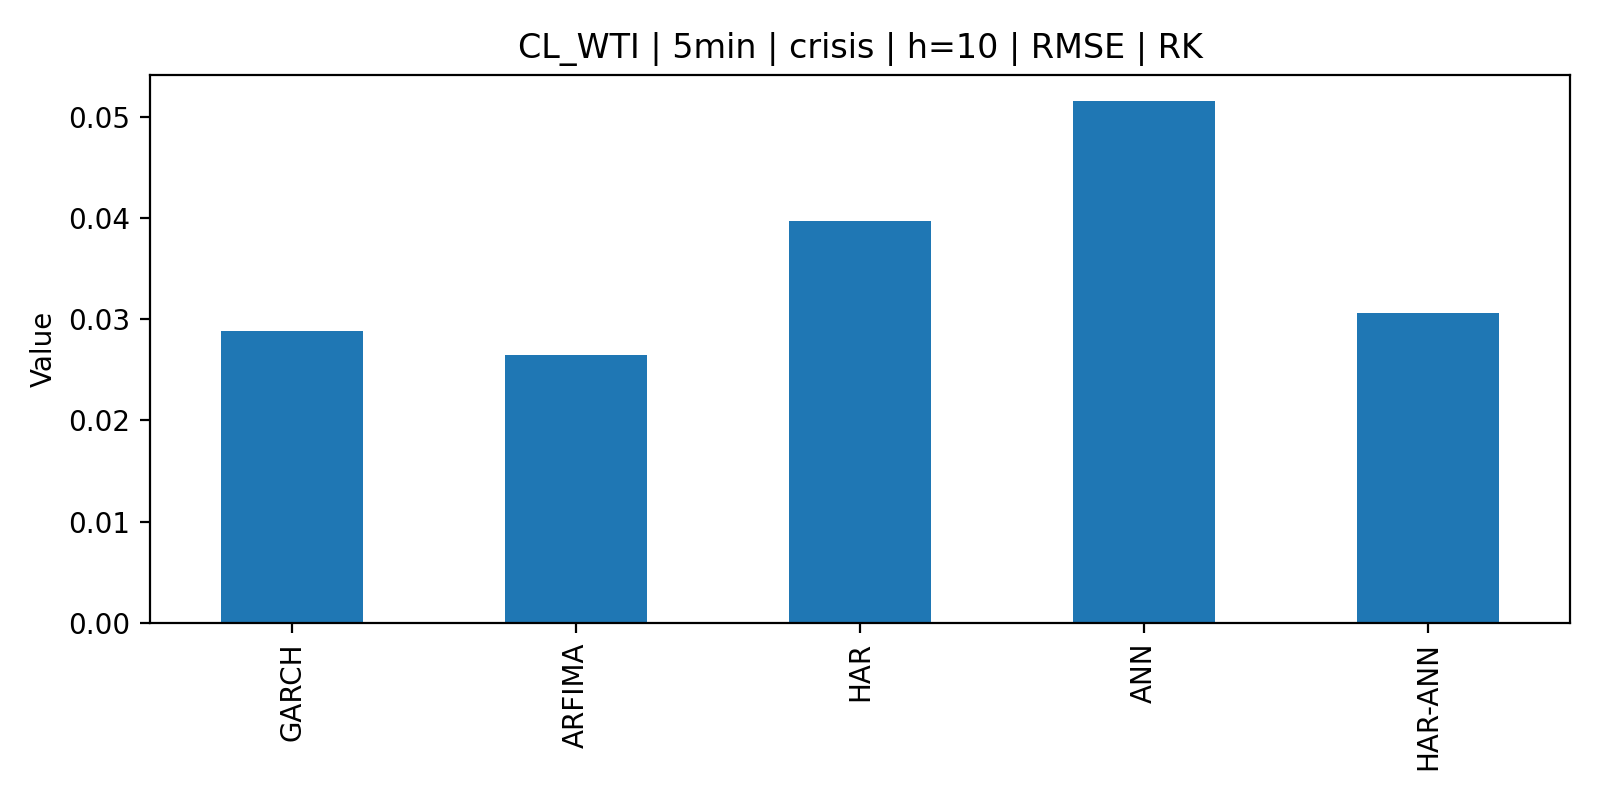 CL_WTI | 5min | crisis | h=10 | RMSE | RK
Value
0.05
0.04
0.03
0.02
0.01
0.00
GARCH
ARFIMA
HAR
ANN
HAR-ANN